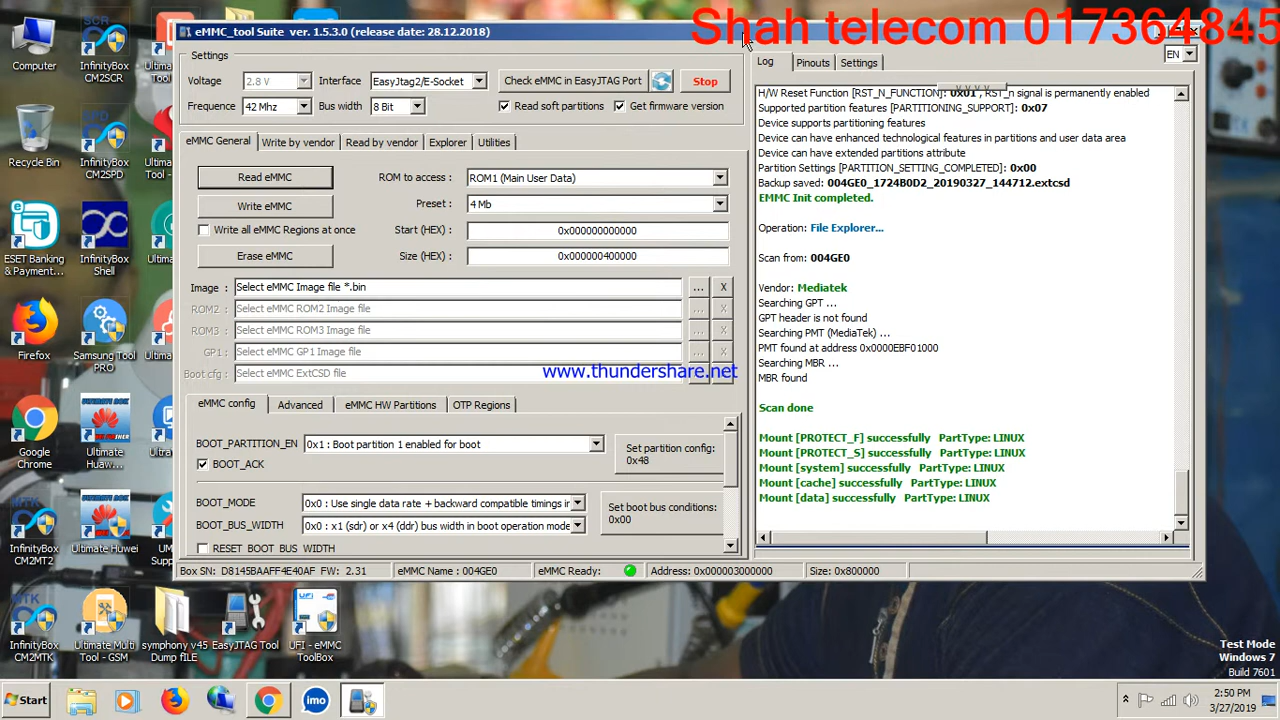 Shah telecom 017364845
eMMC_tool Suite ver. 1.5.3.0 (release date: 28.12.2018)
Settings
Voltage
2.8 V
Interface
EasyJtag2/E-Socket
Check eMMC in EasyJTAG Port
Stop
Frequence
42 Mhz
Bus width
8 Bit
Read soft partitions
Get firmware version
eMMC General
Write by vendor
Read by vendor
Explorer
Utilities
Read eMMC
ROM to access :
ROM1 (Main User Data)
Write eMMC
Preset :
4 Mb
Write all eMMC Regions at once
Start (HEX) :
0x000000000000
Erase eMMC
Size (HEX) :
0x000000400000
Image :
Select eMMC Image file *.bin
...
X
ROM2 :
Select eMMC ROM2 Image file
...
X
ROM3 :
Select eMMC ROM3 Image file
...
X
GP1 :
Select eMMC GP1 Image file
...
X
Boot cfg :
Select eMMC ExtCSD file
www.thundershare.net
eMMC config
Advanced
eMMC HW Partitions
OTP Regions
BOOT_PARTITION_EN
0x1 : Boot partition 1 enabled for boot
BOOT_ACK
Set partition config:
0x48
BOOT_MODE
0x0 : Use single data rate + backward compatible timings ir
BOOT_BUS_WIDTH
0x0 : x1 (sdr) or x4 (ddr) bus width in boot operation mode
Set boot bus conditions:
0x00
RESET_BOOT_BUS_WIDTH
Box SN: D8145BAAFF4E40AF FW: 2.31
eMMC Name : 004GE0
eMMC Ready:
Address: 0x000003000000
Size: 0x800000
Log
Pinouts
Settings
EN
H/W Reset Function [RST_N_FUNCTION]: 0x01, RST_n signal is permanently enabled
Supported partition features [PARTITIONING_SUPPORT]: 0x07
Device supports partitioning features
Device can have enhanced technological features in partitions and user data area
Device can have extended partitions attribute
Partition Settings [PARTITION_SETTING_COMPLETED]: 0x00
Backup saved: 004GE0_1724B0D2_20190327_144712.extcsd
EMMC Init completed.
Operation: File Explorer...
Scan from: 004GE0
Vendor: Mediatek
Searching GPT ...
GPT header is not found
Searching PMT (MediaTek) ...
PMT found at address 0x0000EBF01000
Searching MBR ...
MBR found
Scan done
Mount [PROTECT_F] successfully PartType: LINUX
Mount [PROTECT_S] successfully PartType: LINUX
Mount [system] successfully PartType: LINUX
Mount [cache] successfully PartType: LINUX
Mount [data] successfully PartType: LINUX
Computer
InfinityBox
CM2SCR
Recycle Bin
InfinityBox
CM2SPD
ESET Banking
& Payment...
InfinityBox
Shell
Firefox
Samsung Tool
PRO
Google
Chrome
Ultimate
Huaw...
InfinityBox
CM2MT2
Ultimate Huwei
InfinityBox
CM2MTK
Ultimate Multi
Tool - GSM
symphony v45
Dump fILE
EasyJTAG Tool
UFI - eMMC
ToolBox
Test Mode
Windows 7
Build 7601
Start
imo
2:50 PM
3/27/2019